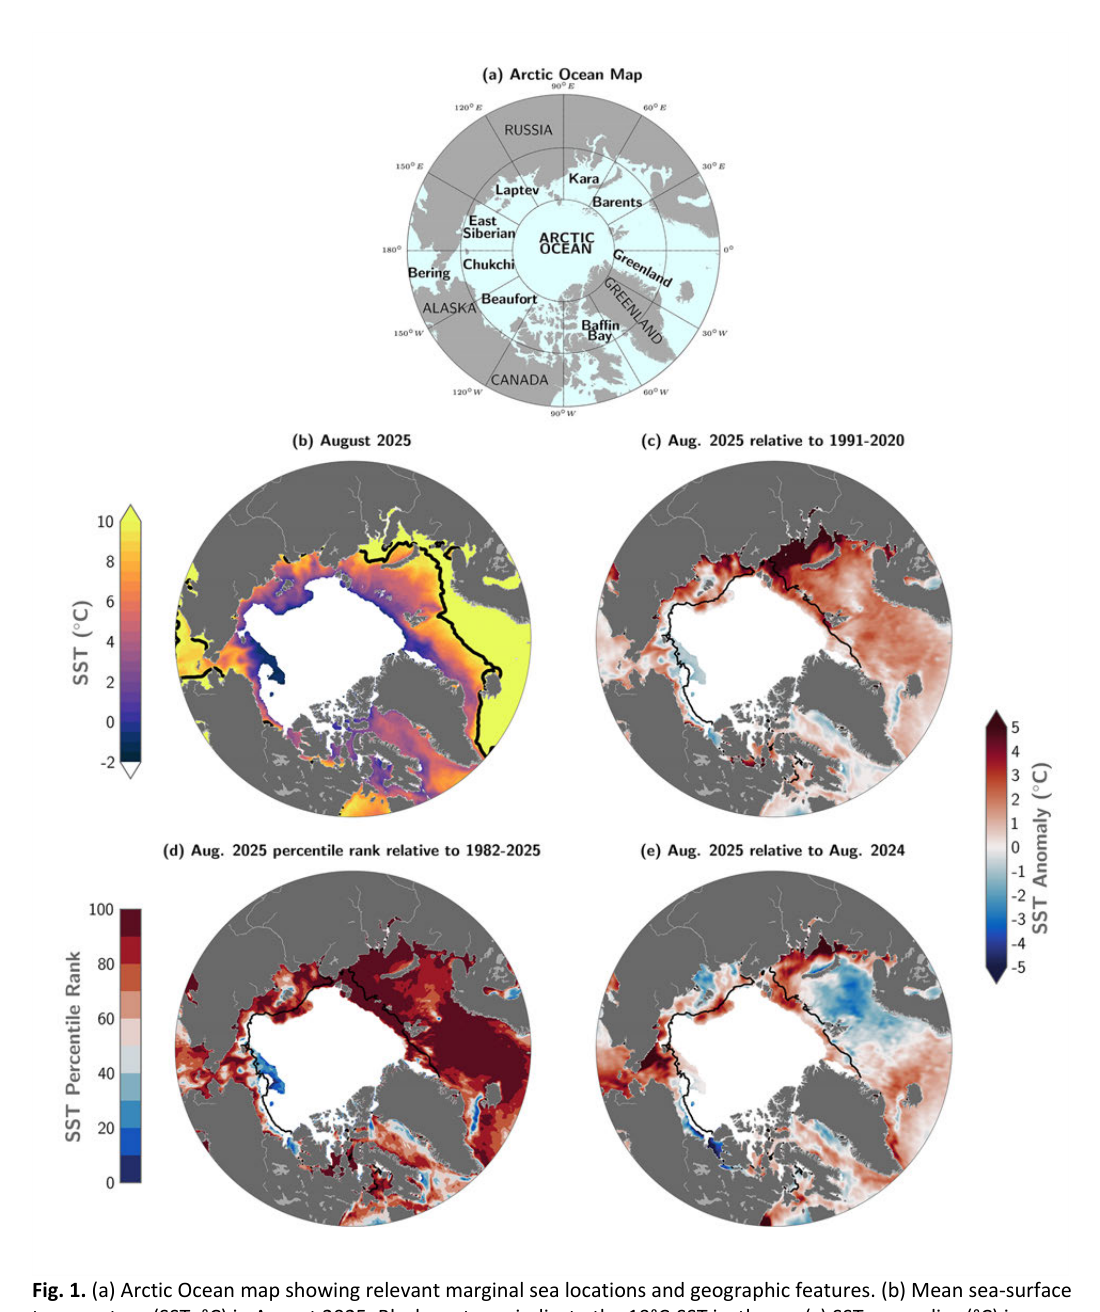 (a) Arctic Ocean Map
90° E
120° E
60° E
RUSSIA
150° E
30° E
Kara
Laptev
Barents
East
Siberian
ARCTIC
OCEAN
180°
0°
Chukchi
Greenland
Bering
Beaufort
ALASKA
GREENLAND
Baffin
Bay
150° W
30° W
CANADA
120° W
60° W
90° W
(b) August 2025
(c) Aug. 2025 relative to 1991-2020
10
8
6
4
2
0
-2
SST (°C)
5
4
3
2
1
0
-1
-2
-3
-4
-5
SST Anomaly (°C)
(d) Aug. 2025 percentile rank relative to 1982-2025
(e) Aug. 2025 relative to Aug. 2024
100
80
60
40
20
0
SST Percentile Rank
Fig. 1. (a) Arctic Ocean map showing relevant marginal sea locations and geographic features. (b) Mean sea-surface